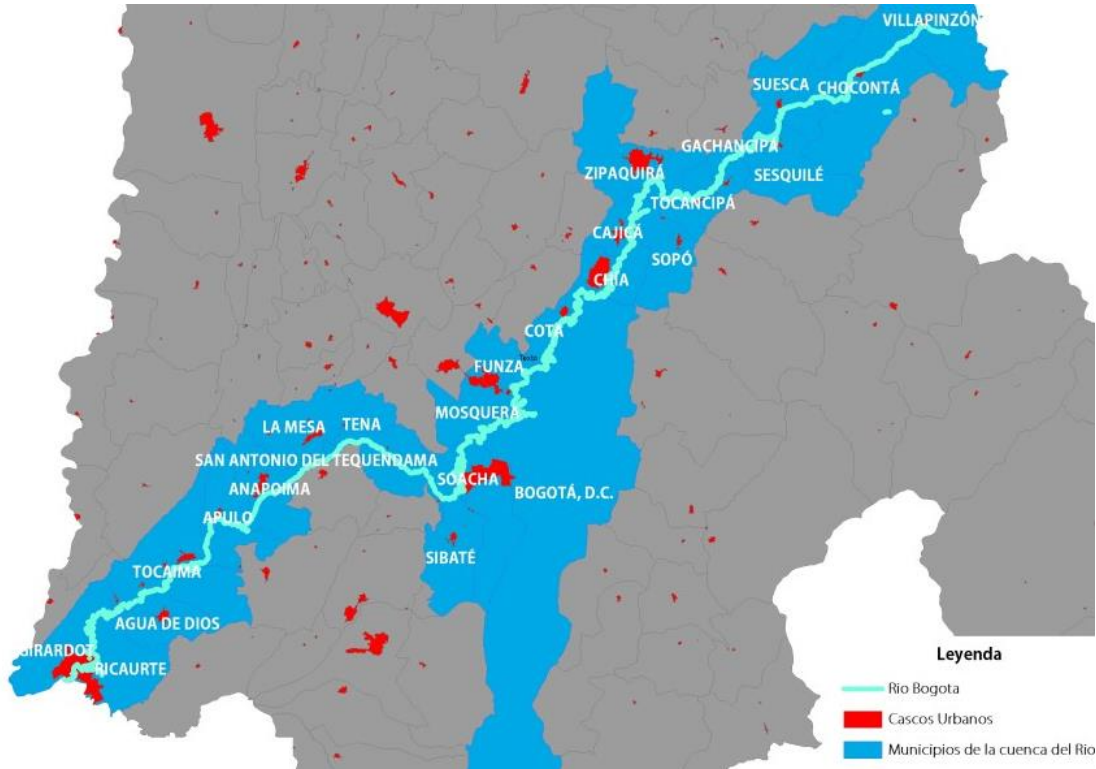 VILLAPINZÓN
SUESCA
CHOCONTÁ
GACHANCIPA
ZIPAQUIRÁ
SESQUILÉ
TOCANCIPÁ
CAJICÁ
SOPÓ
CHIA
COTA
Texto
FUNZA
MOSQUERA
LA MESA
TENA
SAN ANTONIO DEL TEQUENDAMA
SOACHA
ANAPOIMA
BOGOTÁ, D.C.
APULO
SIBATÉ
TOCAIMA
AGUA DE DIOS
GIRARDOT
RICAURTE
Leyenda
Rio Bogota
Cascos Urbanos
Municipios de la cuenca del Rio